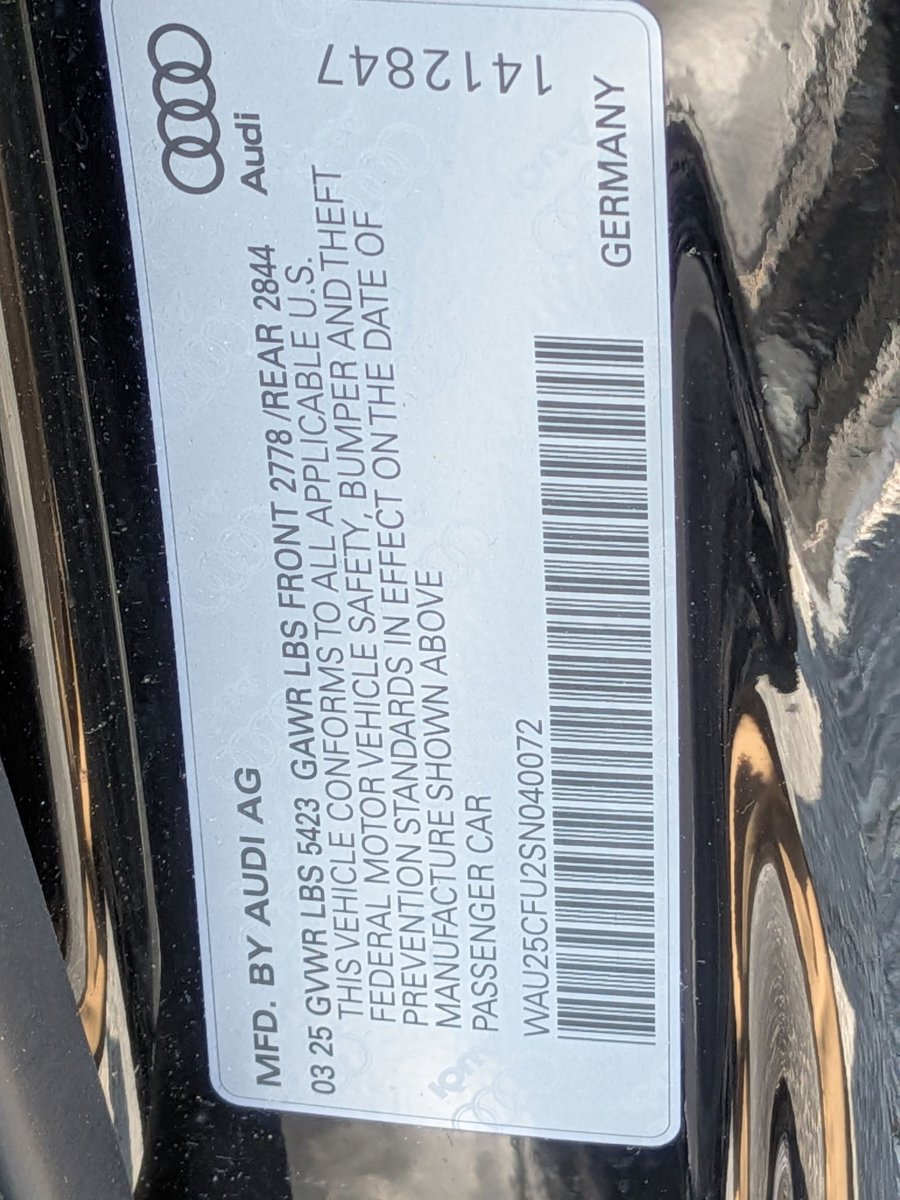 MFD. BY AUDI AG
Audi
03 25 GVWR LBS 5423 GAWR LBS FRONT 2778 /REAR 2844
THIS VEHICLE CONFORMS TO ALL APPLICABLE U.S.
FEDERAL MOTOR VEHICLE SAFETY, BUMPER AND THEFT
PREVENTION STANDARDS IN EFFECT ON THE DATE OF
MANUFACTURE SHOWN ABOVE
PASSENGER CAR
1412847
WAU25CFU2SN040072
GERMANY